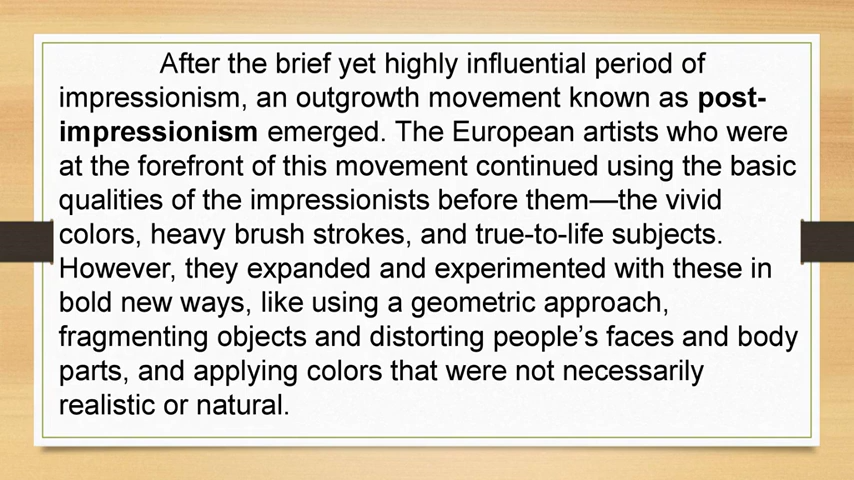 After the brief yet highly influential period of
impressionism, an outgrowth movement known as post-
impressionism emerged. The European artists who were
at the forefront of this movement continued using the basic
qualities of the impressionists before them—the vivid
colors, heavy brush strokes, and true-to-life subjects.
However, they expanded and experimented with these in
bold new ways, like using a geometric approach,
fragmenting objects and distorting people’s faces and body
parts, and applying colors that were not necessarily
realistic or natural.